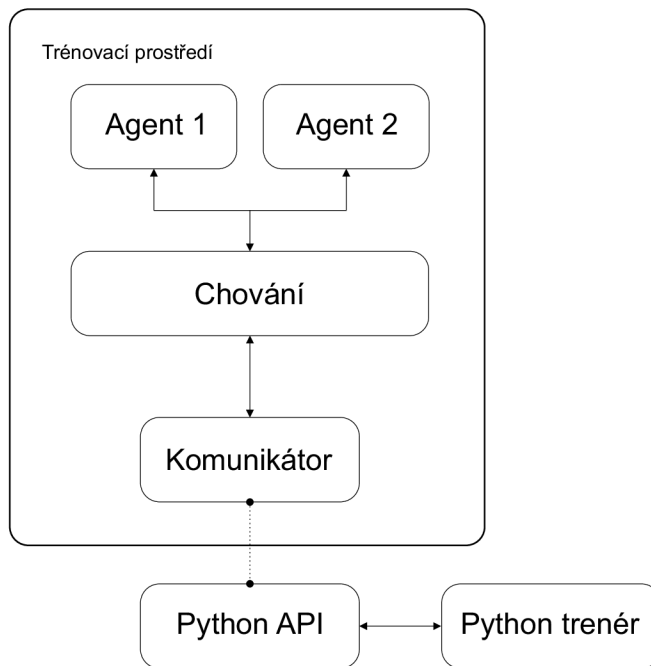 Trénovací prostředí
Agent 1
Agent 2
Chování
Komunikátor
Python API
Python trenér